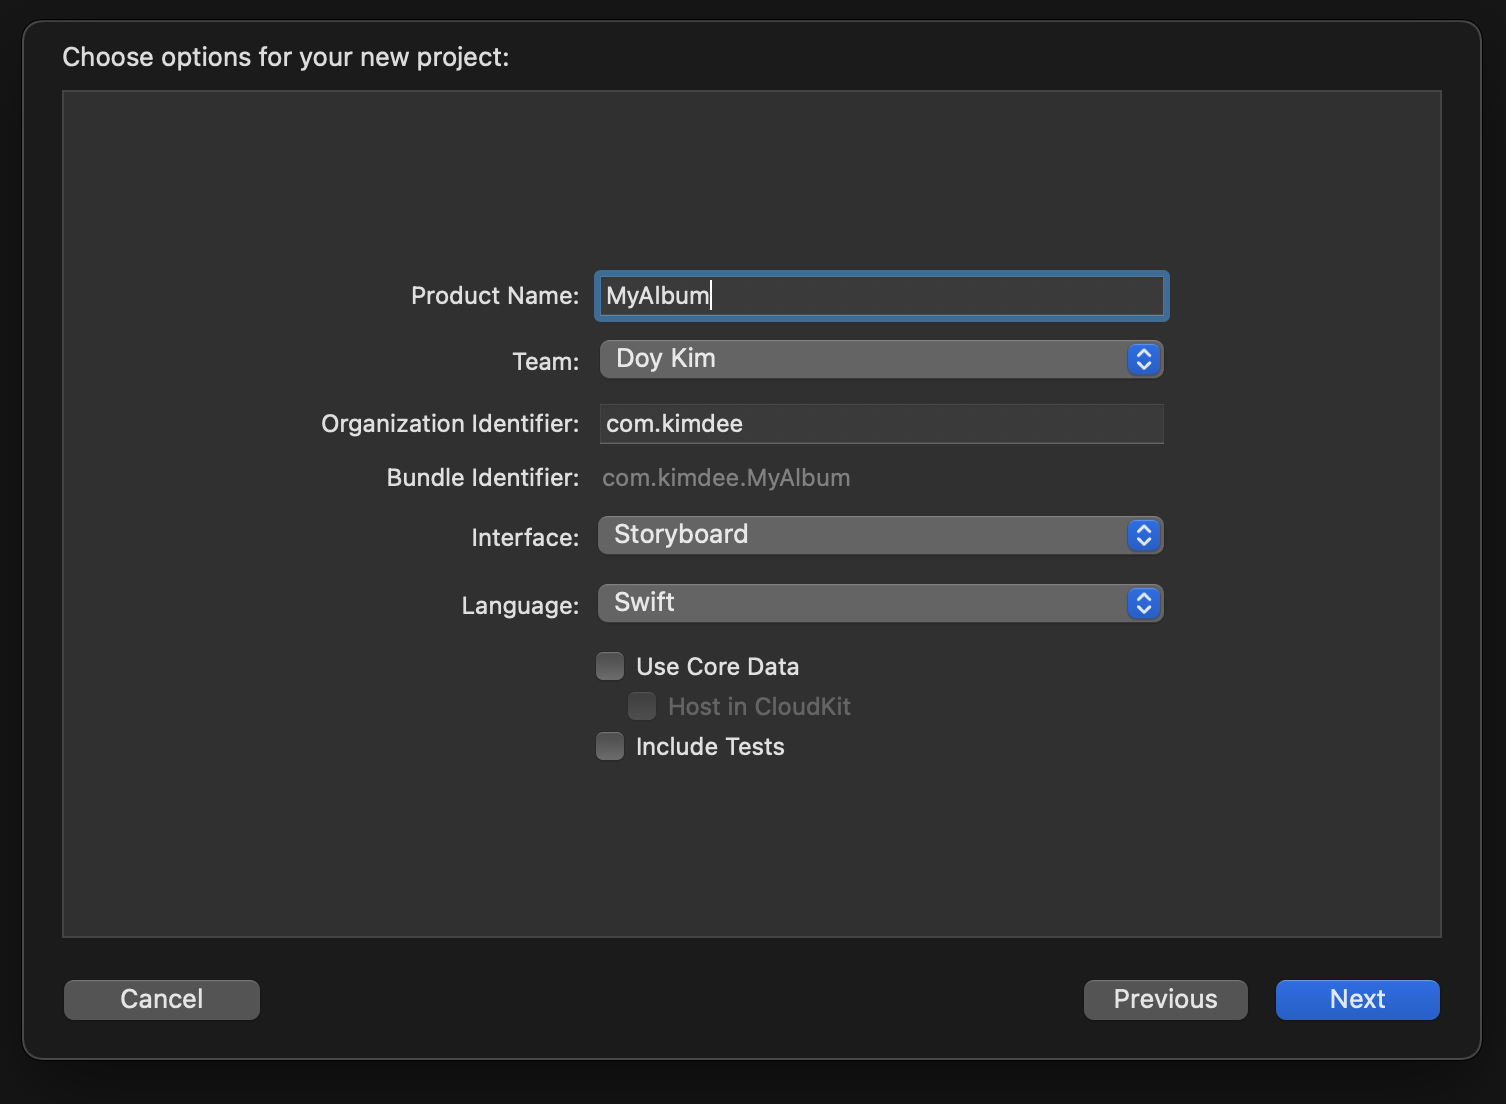 Choose options for your new project:
Product Name: MyAlbum
Team: Doy Kim
Organization Identifier: com.kimdee
Bundle Identifier: com.kimdee.MyAlbum
Interface: Storyboard
Language: Swift
Use Core Data
Host in CloudKit
Include Tests
Cancel Previous Next